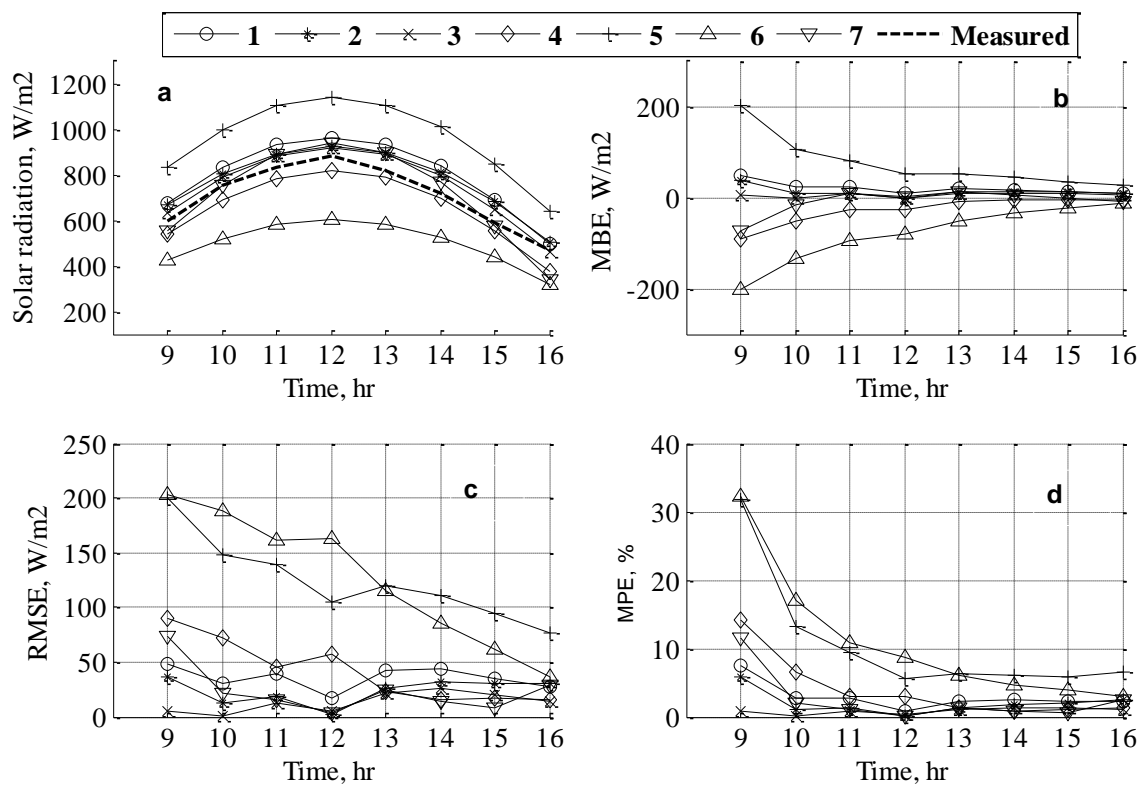 1 2 3 4 5 6 7 Measured
a
Solar radiation, W/m2
1200
1000
800
600
400
200
9 10 11 12 13 14 15 16
Time, hr
b
MBE, W/m2
200
0
-200
9 10 11 12 13 14 15 16
Time, hr
c
RMSE, W/m2
250
200
150
100
50
0
9 10 11 12 13 14 15 16
Time, hr
d
MPE, %
40
30
20
10
0
9 10 11 12 13 14 15 16
Time, hr